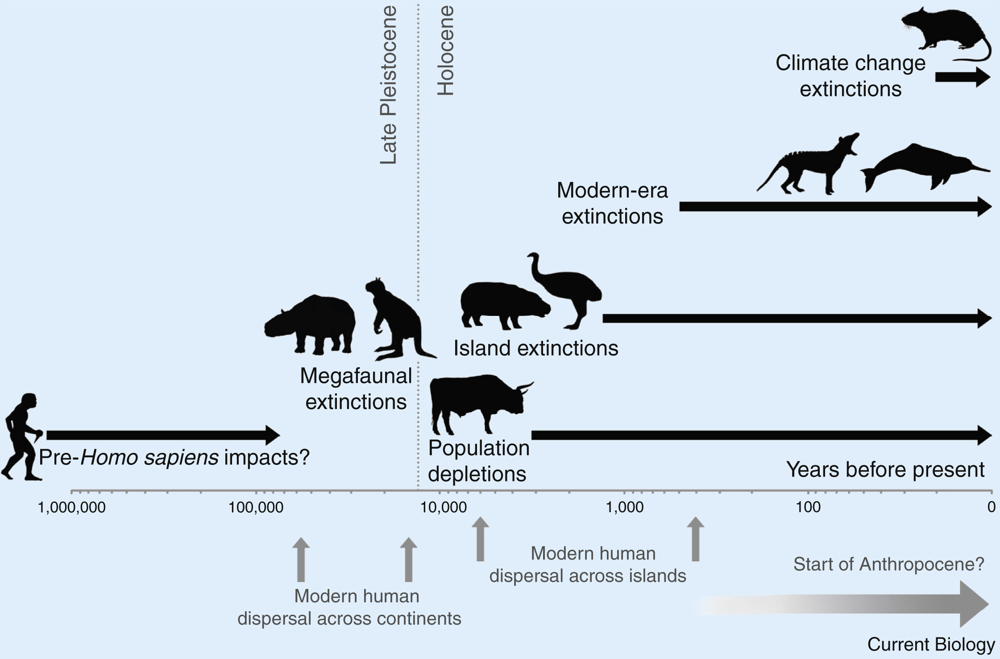 Late Pleistocene
Holocene
Climate change
extinctions
Modern-era
extinctions
Island extinctions
Megafaunal
extinctions
Pre-Homo sapiens impacts?
Population
depletions
Years before present
1,000,000
100,000
10,000
1,000
100
0
Modern human
dispersal across continents
Modern human
dispersal across islands
Start of Anthropocene?
Current Biology